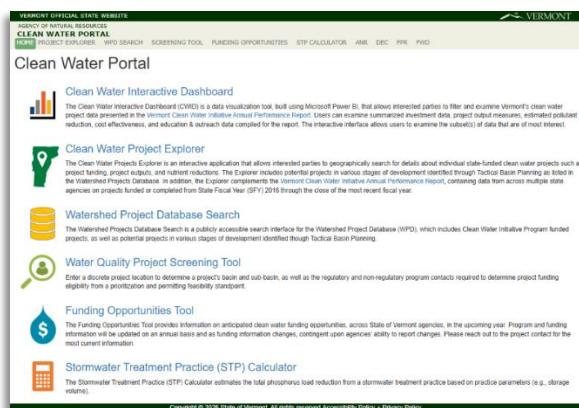 VERMONT OFFICIAL STATE WEBSITE
VERMONT
AGENCY OF NATURAL RESOURCES
CLEAN WATER PORTAL
HOME PROJECT EXPLORER WPD SEARCH SCREENING TOOL FUNDING OPPORTUNITIES STP CALCULATOR ANR DEC FPR FWD
Clean Water Portal
Clean Water Interactive Dashboard
The Clean Water Interactive Dashboard (CWID) is a data visualization tool, built using Microsoft Power BI, that allows interested parties to filter and examine Vermont's clean water
project data presented in the Vermont Clean Water Initiative Annual Performance Report. Users can examine summarized investment data, project output measures, estimated pollutant
reduction, cost effectiveness, and education & outreach data compiled for the report. The interactive interface allows users to examine the subset(s) of data that are of most interest.
Clean Water Project Explorer
The Clean Water Projects Explorer is an interactive application that allows interested parties to geographically search for details about individual state-funded clean water projects such a
project funding, project outputs, and nutrient reductions. The Explorer includes potential projects in various stages of development identified through Tactical Basin Planning as listed in
the Watershed Projects Database. In addition, the Explorer complements the Vermont Clean Water Initiative Annual Performance Report, containing data from across multiple state
agencies on projects funded or completed from State Fiscal Year (SFY) 2016 through the close of the most recent fiscal year.
Watershed Project Database Search
The Watershed Projects Database Search is a publicly accessible search interface for the Watershed Project Database (WPD), which includes Clean Water Initiative Program funded
projects, as well as potential projects in various stages of development identified though Tactical Basin Planning.
Water Quality Project Screening Tool
Enter a discrete project location to determine a project's basin and sub-basin, as well as the regulatory and non-regulatory program contacts required to determine project funding
eligibility from a prioritization and permitting feasibility standpoint.
Funding Opportunities Tool
The Funding Opportunities Tool provides information on anticipated clean water funding opportunities, across State of Vermont agencies, in the upcoming year. Program and funding
information will be updated on an annual basis and as funding information changes, contingent upon agencies' ability to report changes. Please reach out to the project contact for the
most current information.
Stormwater Treatment Practice (STP) Calculator
The Stormwater Treatment Practice (STP) Calculator estimates the total phosphorus load reduction from a stormwater treatment practice based on practice parameters (e.g., storage
volume).
Copyright © 2025 State of Vermont. All rights reserved Accessibility Policy • Privacy Policy